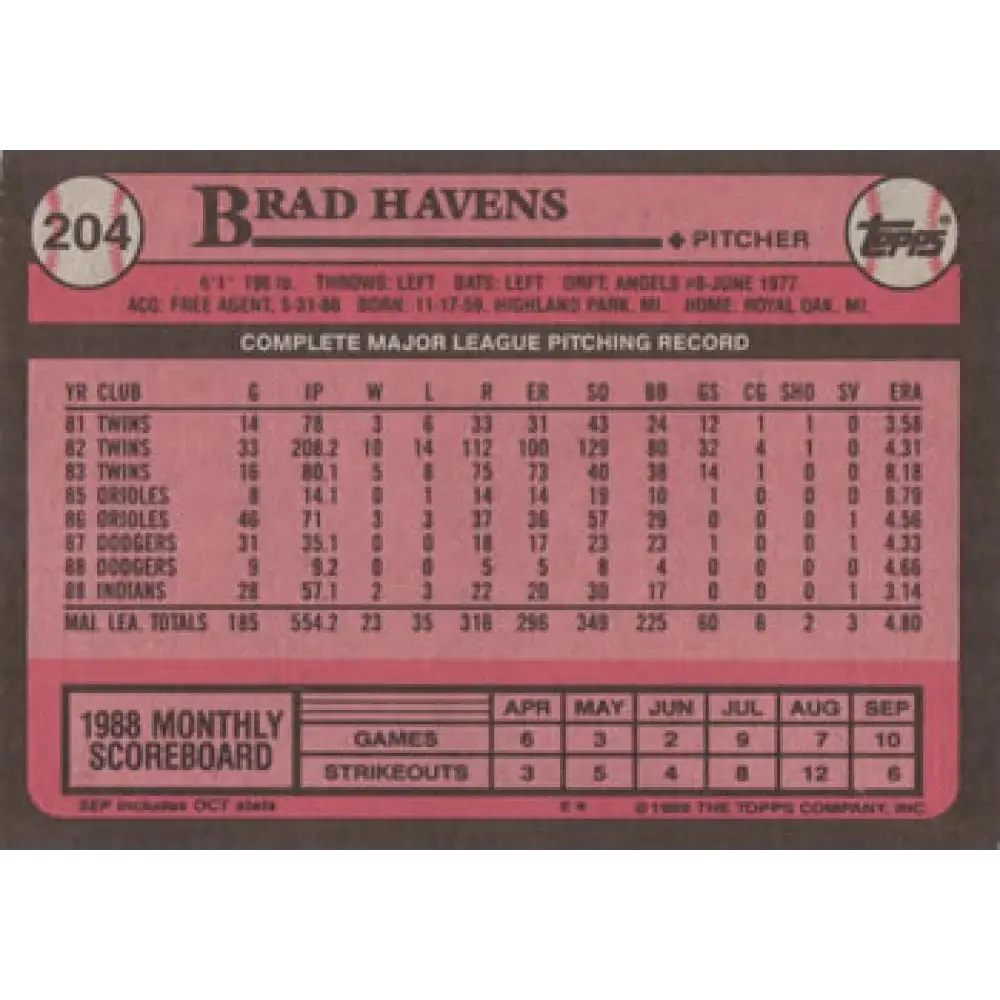 204
BRAD HAVENS
PITCHER
TOPPS®
6'1" 196 lb. THROWS: LEFT BATS: LEFT DRFT: ANGELS #8-JUNE 1977
ACQ: FREE AGENT, 5-31-88 BORN: 11-17-59, HIGHLAND PARK, MI. HOME: ROYAL OAK, MI.
COMPLETE MAJOR LEAGUE PITCHING RECORD
YR CLUB G IP W L R ER SO BB GS CG SHO SV ERA
81 TWINS 14 78 3 6 33 31 43 24 12 1 1 0 3.58
82 TWINS 33 208.2 10 14 112 100 129 80 32 4 1 0 4.31
83 TWINS 16 80.1 5 8 75 73 40 38 14 1 0 0 8.18
85 ORIOLES 8 14.1 0 1 14 14 19 10 1 0 0 0 8.79
86 ORIOLES 46 71 3 3 37 36 57 29 0 0 0 1 4.56
87 DODGERS 31 35.1 0 0 18 17 23 23 1 0 0 1 4.33
88 DODGERS 9 9.2 0 0 5 5 8 4 0 0 0 0 4.66
88 INDIANS 28 57.1 2 3 22 20 30 17 0 0 0 1 3.14
MAJ. LEA. TOTALS 185 554.2 23 35 316 296 349 225 60 6 2 3 4.80
1988 MONTHLY
SCOREBOARD
APR MAY JUN JUL AUG SEP
GAMES 6 3 2 9 7 10
STRIKEOUTS 3 5 4 8 12 6
SEP includes OCT stats
E*
©1989 THE TOPPS COMPANY, INC.